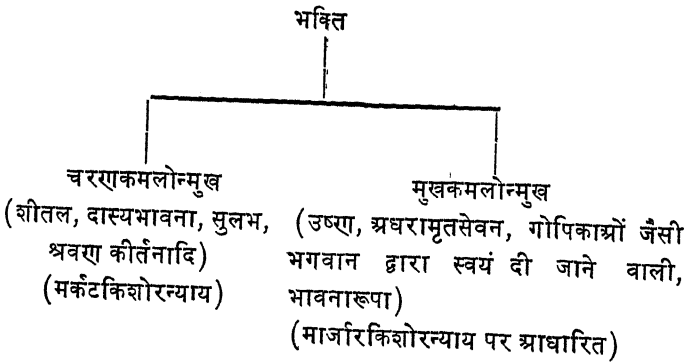 भक्ति
चरणकमलोन्मुख
(शीतल, दास्यभावना, सुलभ,
श्रवण कीर्तनादि)
(मर्कटकिशोरन्याय)
मुखकमलोन्मुख
(उष्ण, अधरामृतसेवन, गोपिकाओं जैसी
भगवान द्वारा स्वयं दी जाने वाली,
भावनारूपा)
(मार्जारकिशोरन्याय पर आधारित)